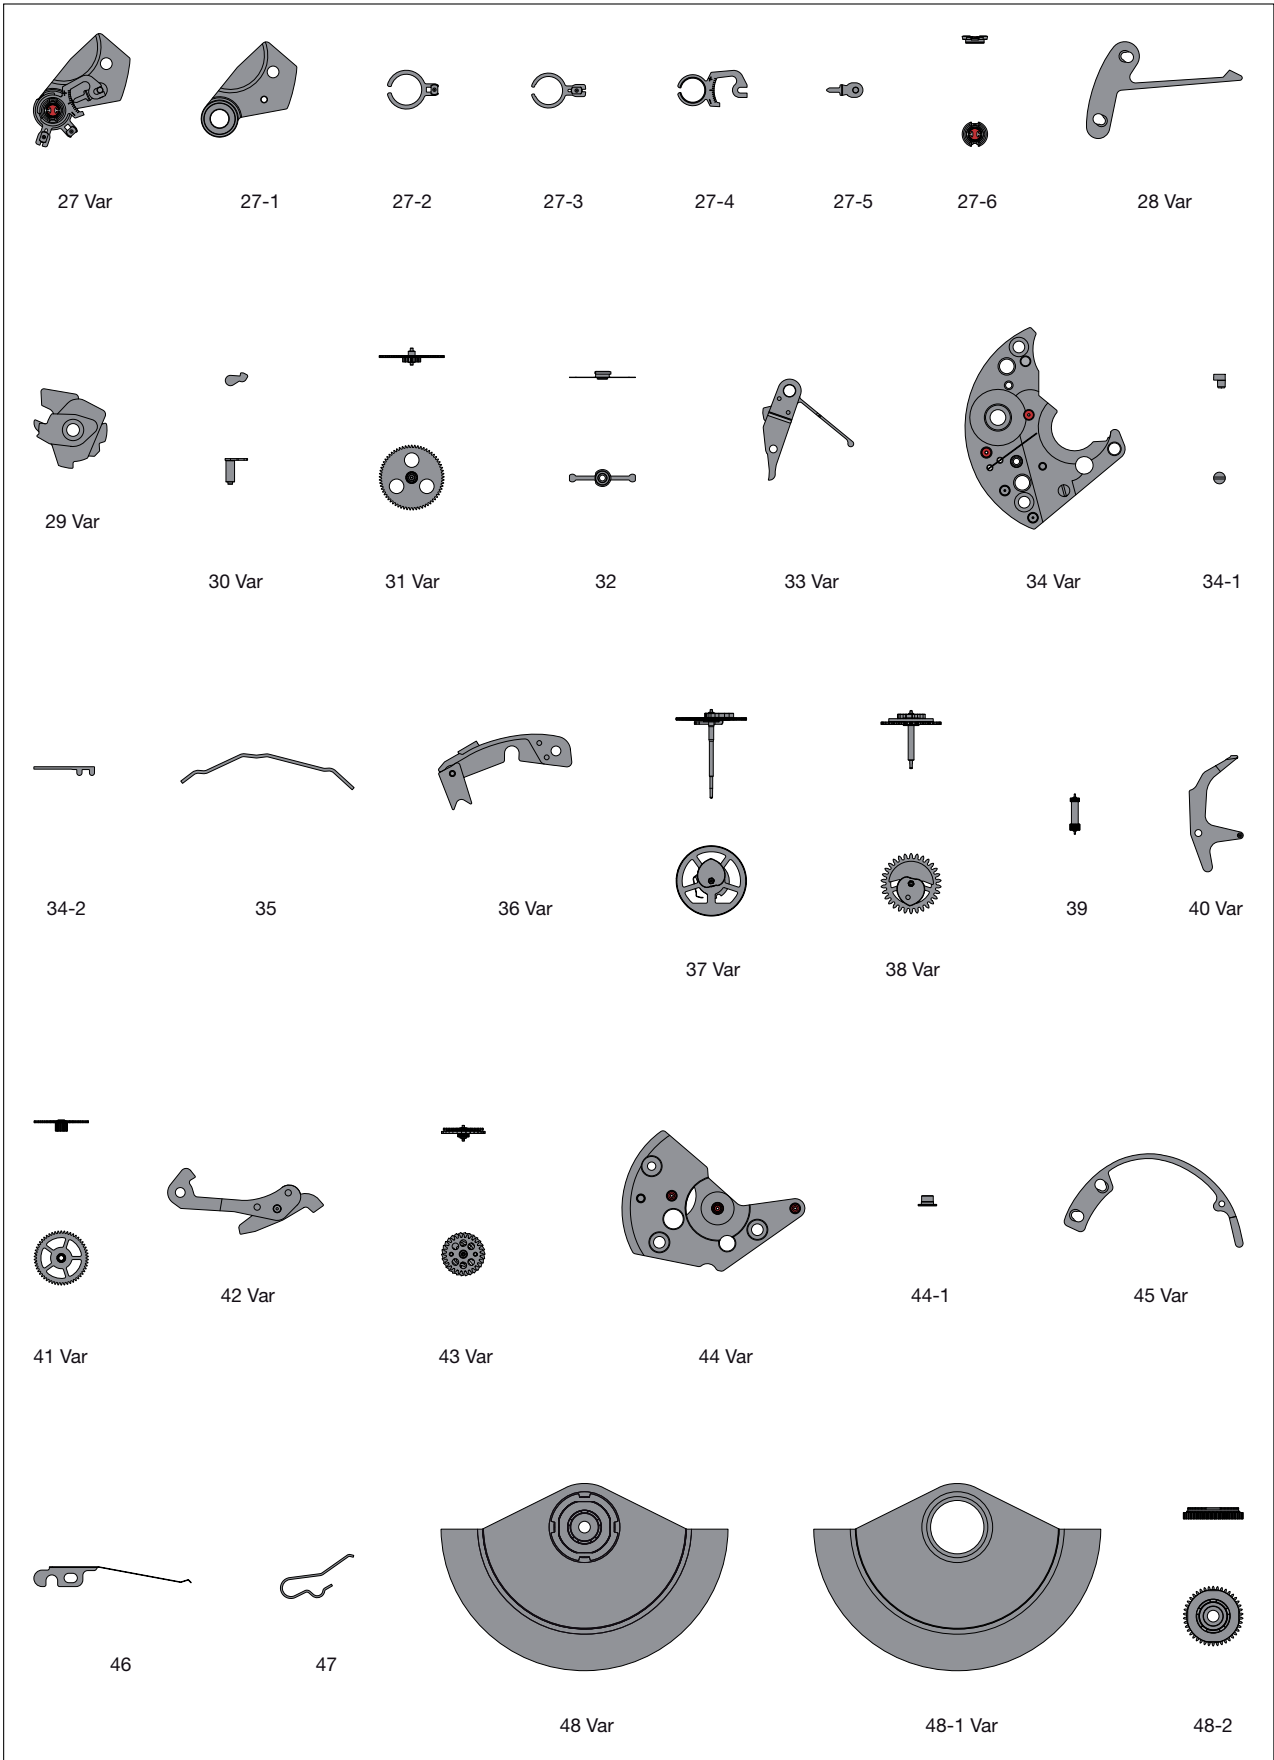 27 Var 27-1 27-2 27-3 27-4 27-5 27-6 28 Var
29 Var
30 Var 31 Var 32 33 Var 34 Var 34-1
34-2 35 36 Var 39 40 Var
37 Var 38 Var
42 Var 44-1 45 Var
41 Var 43 Var 44 Var
46 47
48 Var 48-1 Var 48-2